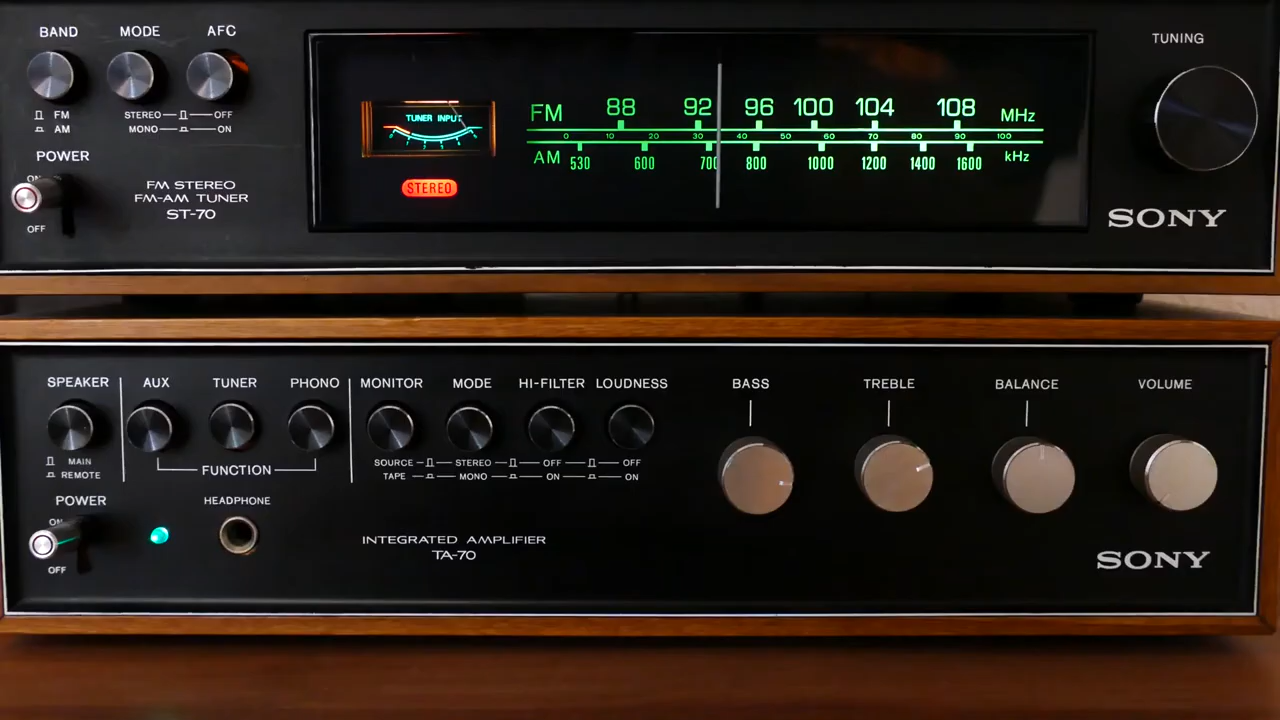 BAND MODE AFC
FM
AM
STEREO OFF
MONO ON
POWER
ON
OFF
FM STEREO
FM-AM TUNER
ST-70
TUNER INPUT
STEREO
FM 88 92 96 100 104 108 MHz
0 10 20 30 40 50 60 70 80 90 100
AM 530 600 700 800 1000 1200 1400 1600 kHz
TUNING
SONY
SPEAKER AUX TUNER PHONO MONITOR MODE HI-FILTER LOUDNESS BASS TREBLE BALANCE VOLUME
MAIN
REMOTE
FUNCTION
SOURCE STEREO OFF OFF
TAPE MONO ON ON
POWER
ON
OFF
HEADPHONE
INTEGRATED AMPLIFIER
TA-70
SONY